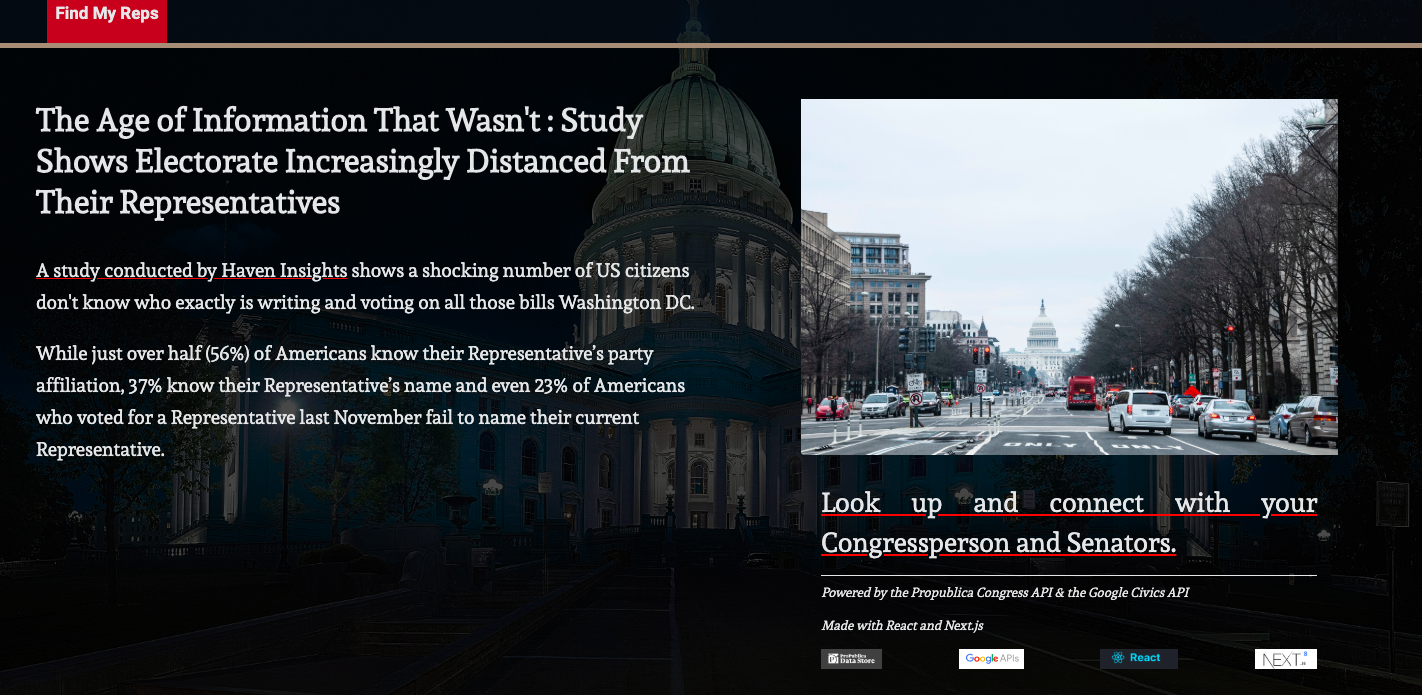 Find My Reps
The Age of Information That Wasn't : Study
Shows Electorate Increasingly Distanced From
Their Representatives
A study conducted by Haven Insights shows a shocking number of US citizens
don't know who exactly is writing and voting on all those bills Washington DC.
While just over half (56%) of Americans know their Representative’s party
affiliation, 37% know their Representative’s name and even 23% of Americans
who voted for a Representative last November fail to name their current
Representative.
ONLY ONLY
Look up and connect with your
Congressperson and Senators.
Powered by the Propublica Congress API & the Google Civics API
Made with React and Next.js
ProPublica
Data Store
Google APIs
React
NEXT.js 8